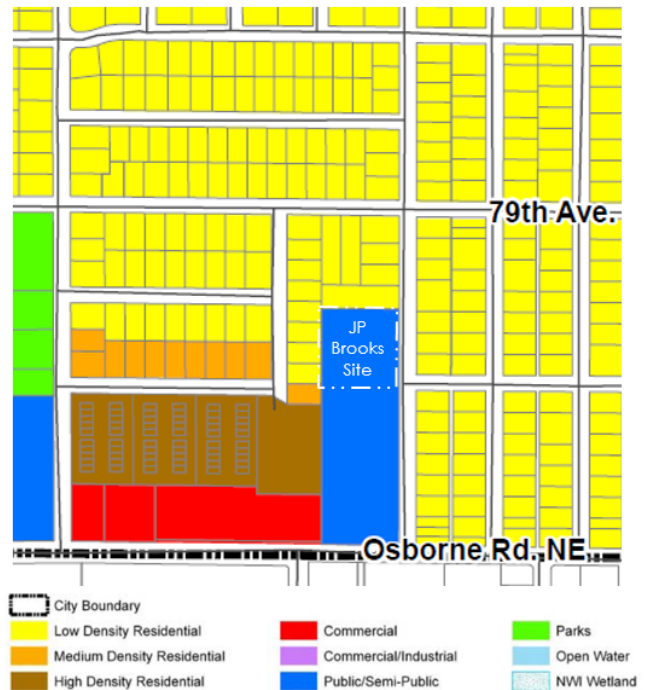 79th Ave.
JP
Brooks
Site
Osborne Rd. NE
City Boundary
Low Density Residential
Commercial
Parks
Medium Density Residential
Commercial/Industrial
Open Water
High Density Residential
Public/Semi-Public
NWI Wetland